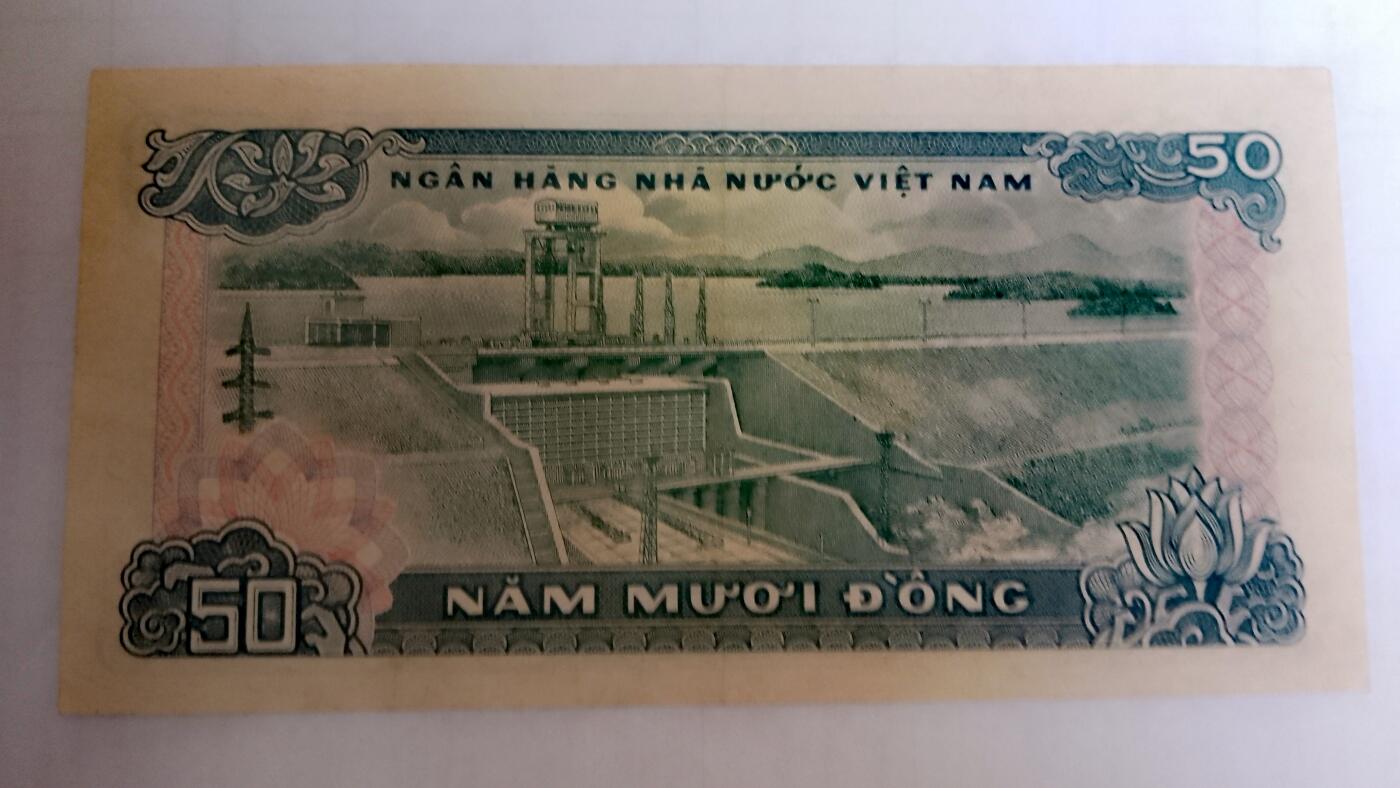 50
NGÂN HÀNG NHÀ NƯỚC VIỆT NAM
50
NĂM MƯƠI ĐỒNG